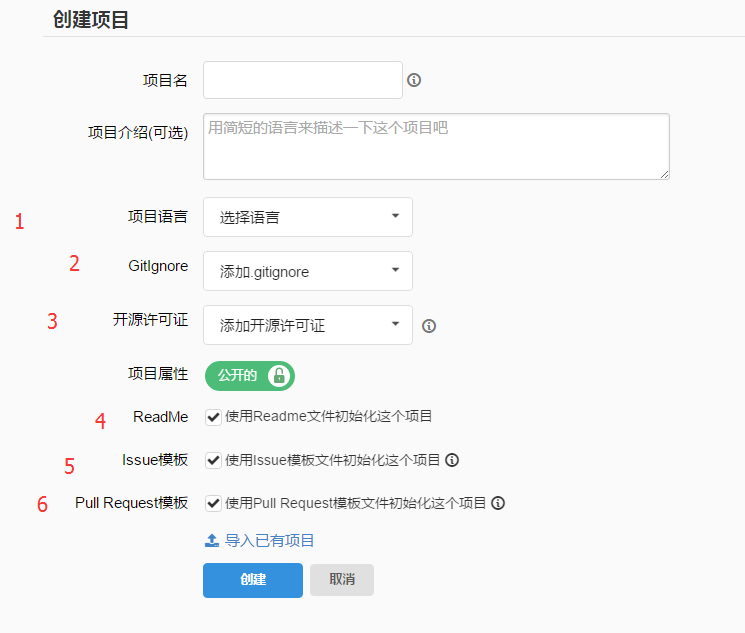 创建项目
项目名
项目介绍(可选) 用简短的语言来描述一下这个项目吧
1 项目语言 选择语言
2 GitIgnore 添加.gitignore
3 开源许可证 添加开源许可证
项目属性 公开的
4 ReadMe 使用Readme文件初始化这个项目
5 Issue模板 使用Issue模板文件初始化这个项目
6 Pull Request模板 使用Pull Request模板文件初始化这个项目
导入已有项目
创建 取消